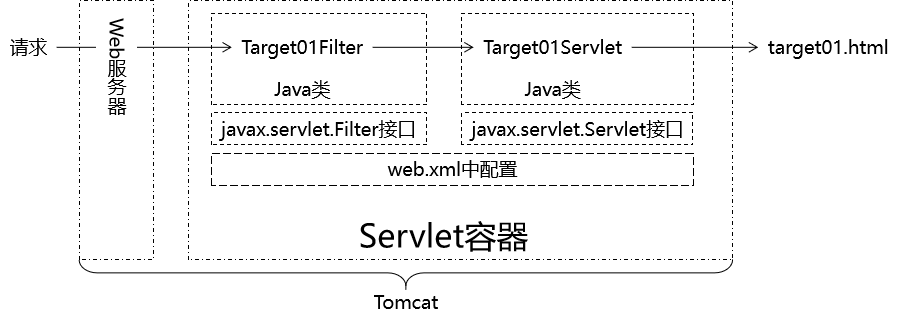 请求
Web服务器
Target01Filter
Java类
javax.servlet.Filter接口
Target01Servlet
Java类
javax.servlet.Servlet接口
web.xml中配置
Servlet容器
target01.html
Tomcat